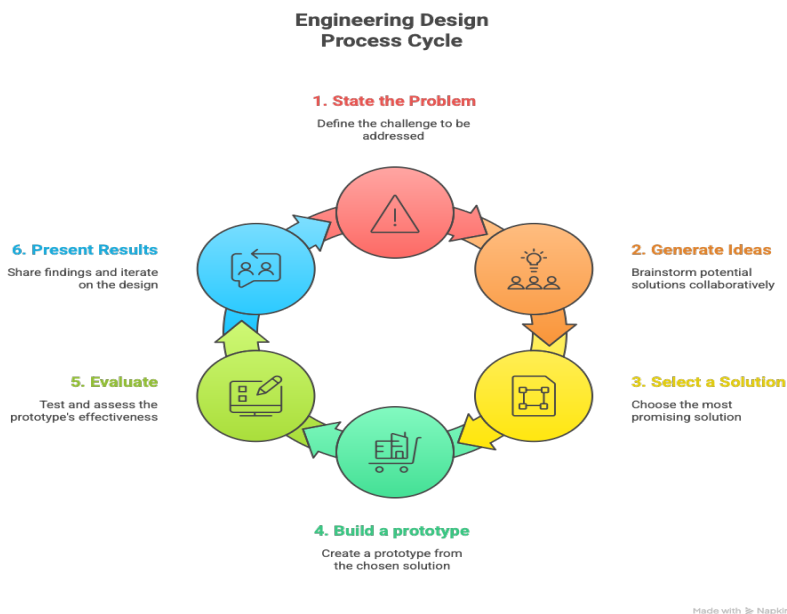 Engineering Design
Process Cycle
1. State the Problem
Define the challenge to be
addressed
2. Generate Ideas
Brainstorm potential
solutions collaboratively
3. Select a Solution
Choose the most
promising solution
4. Build a prototype
Create a prototype from
the chosen solution
5. Evaluate
Test and assess the
prototype's effectiveness
6. Present Results
Share findings and iterate
on the design
Made with Napkin